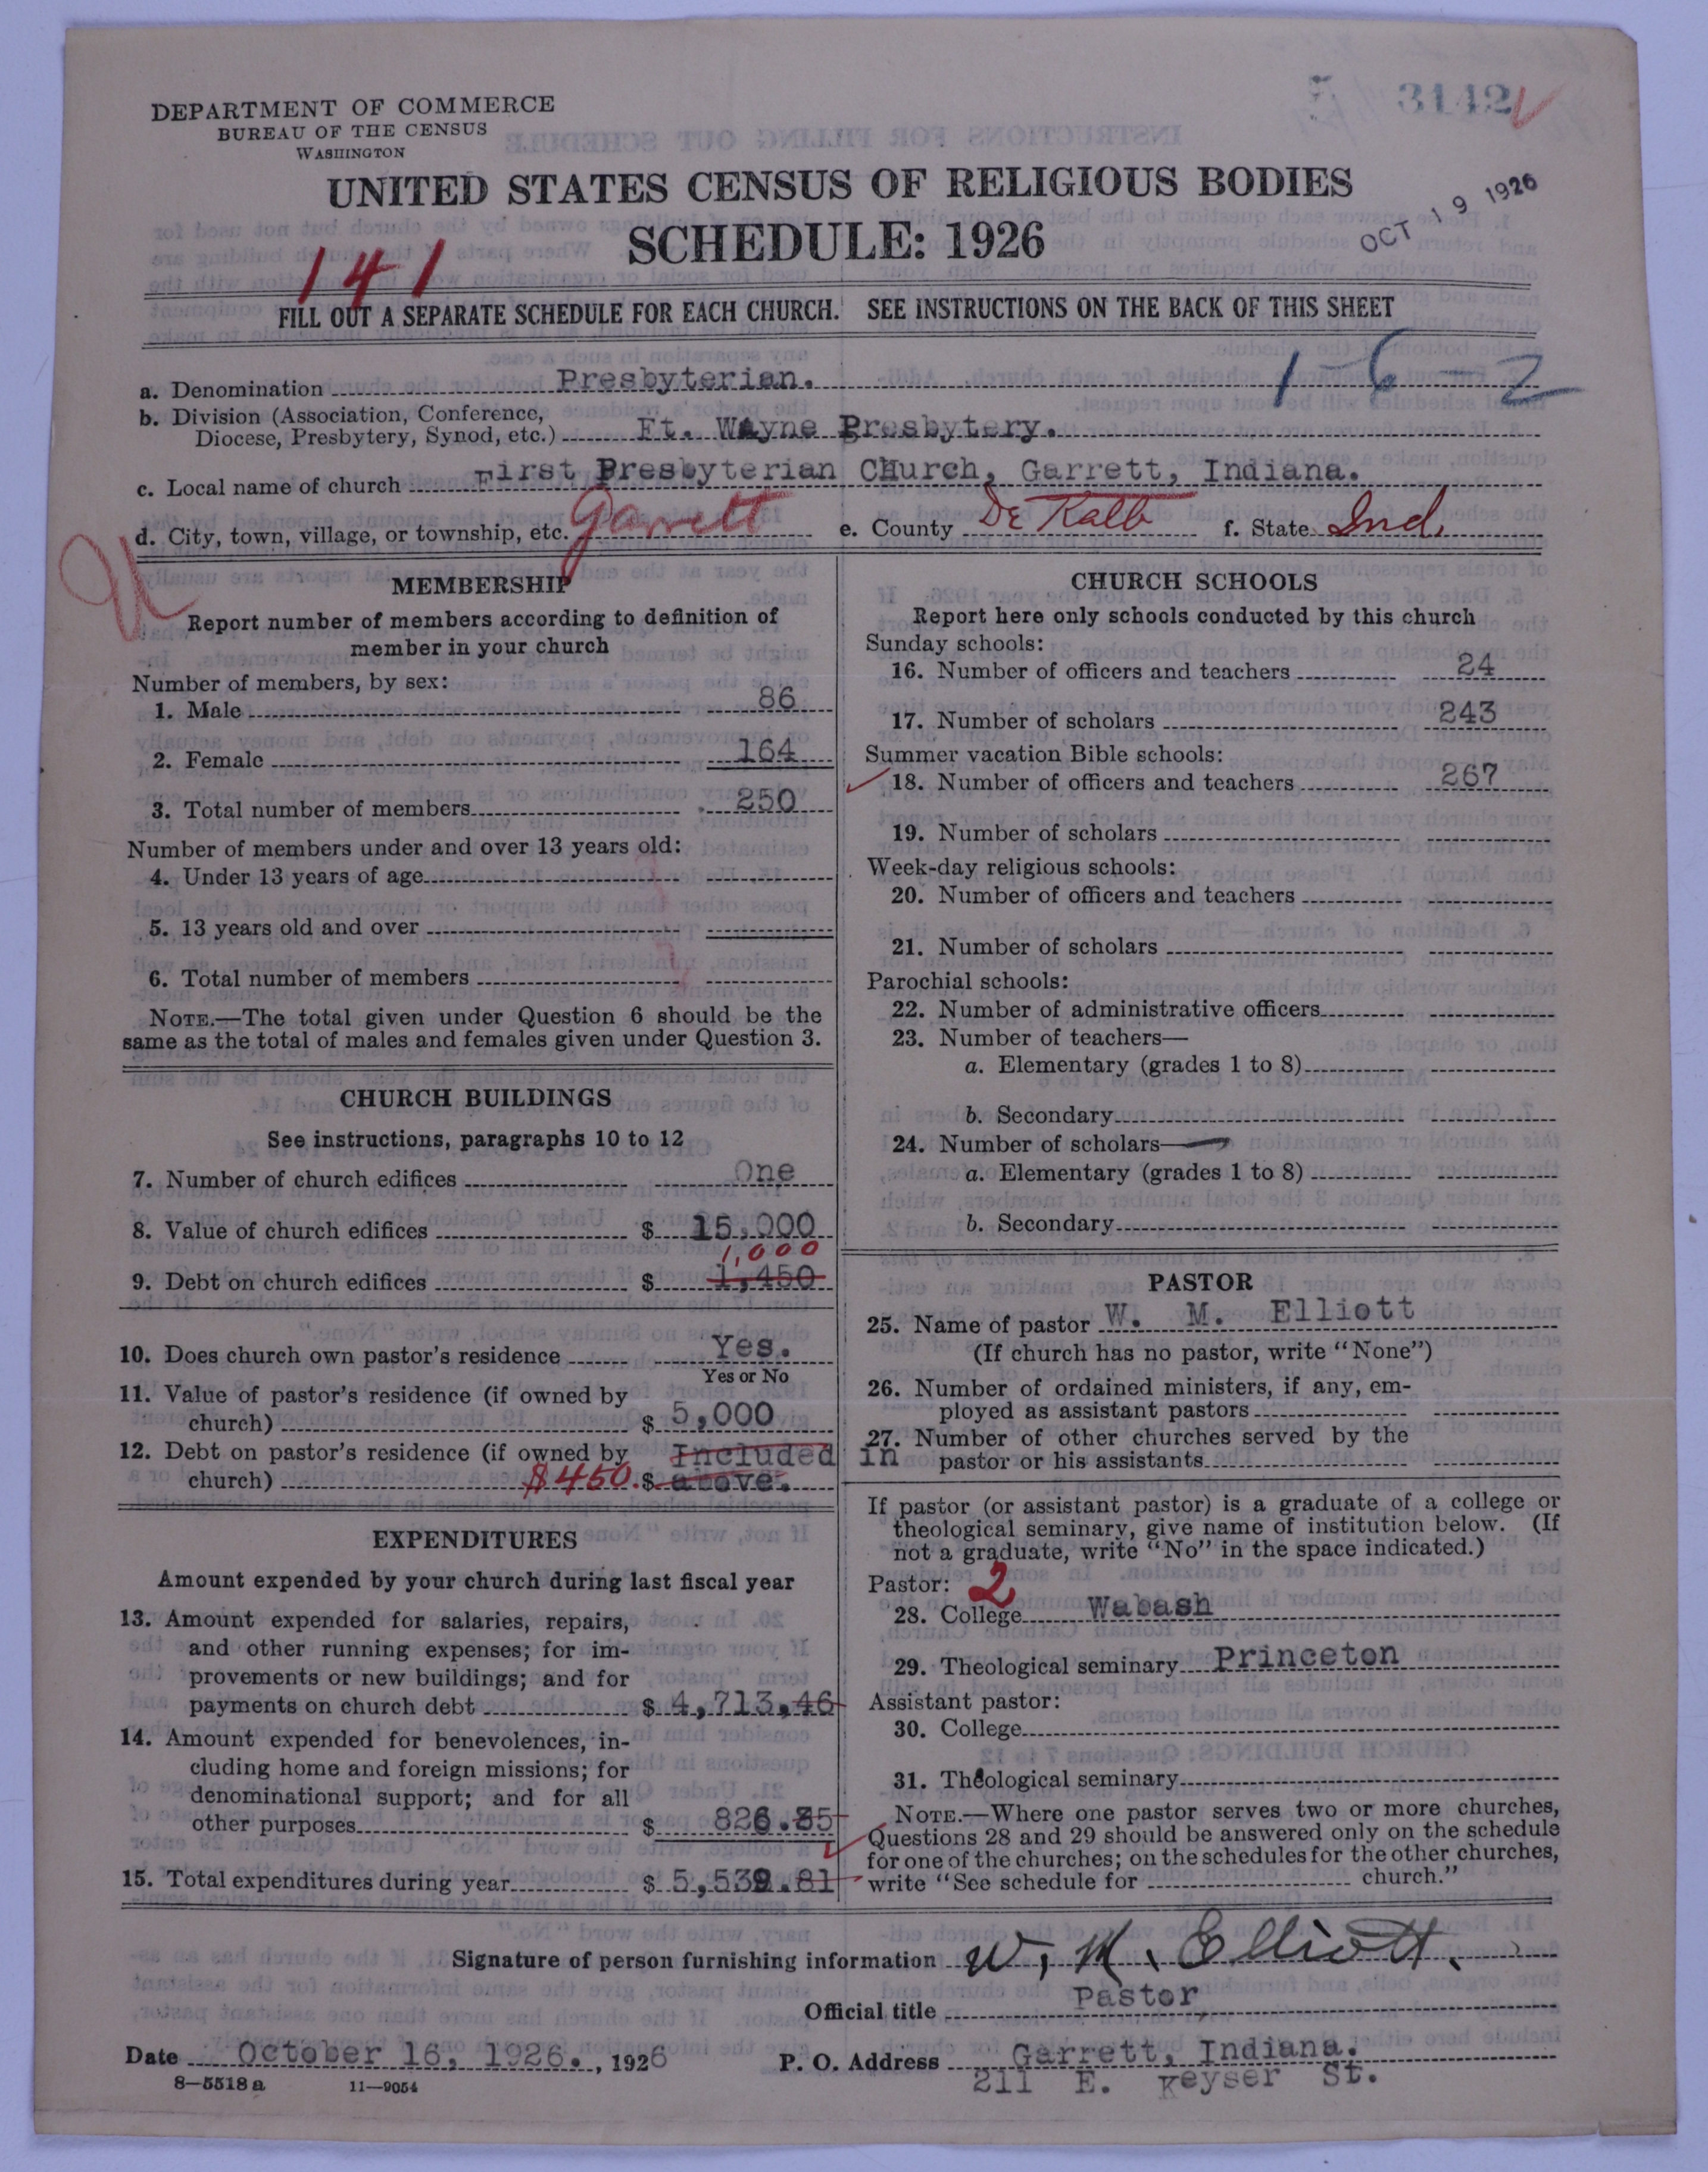 3142
DEPARTMENT OF COMMERCE
BUREAU OF THE CENSUS
WASHINGTON
UNITED STATES CENSUS OF RELIGIOUS BODIES
SCHEDULE: 1926
OCT 19 1926
141
FILL OUT A SEPARATE SCHEDULE FOR EACH CHURCH. SEE INSTRUCTIONS ON THE BACK OF THIS SHEET
1-6-2
a. Denomination Presbyterian.
b. Division (Association, Conference,
Diocese, Presbytery, Synod, etc.) Ft. Wayne Presbytery.
c. Local name of church First Presbyterian Church, Garrett, Indiana.
d. City, town, village, or township, etc. Garrett e. County De Kalb f. State Ind.
MEMBERSHIP
Report number of members according to definition of
member in your church
Number of members, by sex:
1. Male 86
2. Female 164
3. Total number of members 250
Number of members under and over 13 years old:
4. Under 13 years of age
5. 13 years old and over
6. Total number of members
NOTE.—The total given under Question 6 should be the
same as the total of males and females given under Question 3.
CHURCH BUILDINGS
See instructions, paragraphs 10 to 12
7. Number of church edifices One
8. Value of church edifices $ 15,000
1,000
9. Debt on church edifices $ 1,450
10. Does church own pastor's residence Yes.
Yes or No
11. Value of pastor's residence (if owned by
church) $ 5,000
12. Debt on pastor's residence (if owned by Included in
church) $450. $ above.
EXPENDITURES
Amount expended by your church during last fiscal year
13. Amount expended for salaries, repairs,
and other running expenses; for im-
provements or new buildings; and for
payments on church debt $ 4,713.46
14. Amount expended for benevolences, in-
cluding home and foreign missions; for
denominational support; and for all
other purposes $ 826.35
15. Total expenditures during year $ 5,539.81
CHURCH SCHOOLS
Report here only schools conducted by this church
Sunday schools:
16. Number of officers and teachers 24
17. Number of scholars 243
Summer vacation Bible schools:
18. Number of officers and teachers 267
19. Number of scholars
Week-day religious schools:
20. Number of officers and teachers
21. Number of scholars
Parochial schools:
22. Number of administrative officers
23. Number of teachers—
a. Elementary (grades 1 to 8)
b. Secondary
24. Number of scholars—
a. Elementary (grades 1 to 8)
b. Secondary
PASTOR
25. Name of pastor W. M. Elliott
(If church has no pastor, write "None")
26. Number of ordained ministers, if any, em-
ployed as assistant pastors
27. Number of other churches served by the
pastor or his assistants
If pastor (or assistant pastor) is a graduate of a college or
theological seminary, give name of institution below. (If
not a graduate, write "No" in the space indicated.)
Pastor: 2
28. College Wabash
29. Theological seminary Princeton
Assistant pastor:
30. College
31. Theological seminary
NOTE.—Where one pastor serves two or more churches,
Questions 28 and 29 should be answered only on the schedule
for one of the churches; on the schedules for the other churches,
write "See schedule for church."
Signature of person furnishing information W. M. Elliott.
Official title Pastor,
Date October 16, 1926., 1926 P. O. Address Garrett, Indiana.
211 E. Keyser St.
8—5518a 11—9054